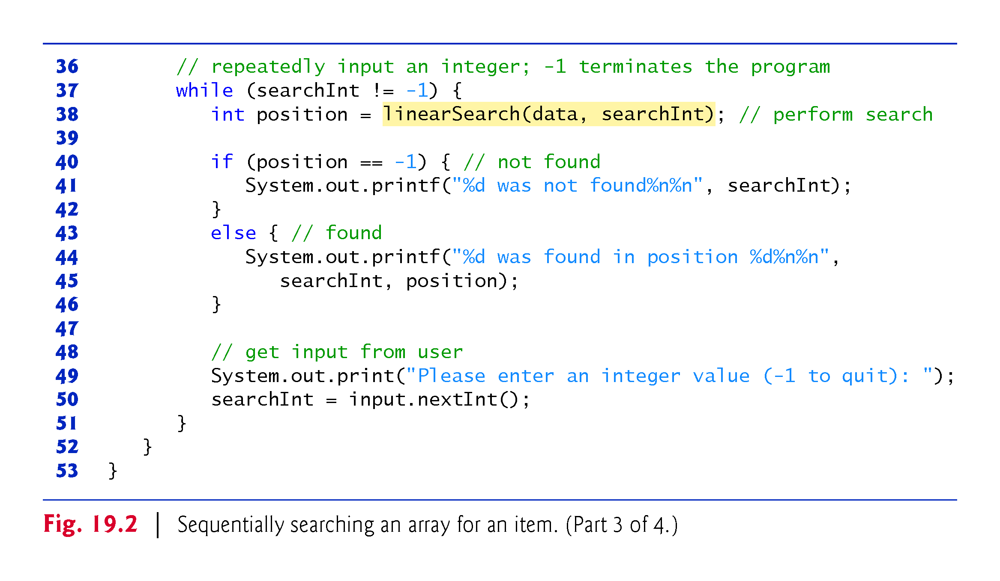 36         // repeatedly input an integer; -1 terminates the program
37         while (searchInt != -1) {
38            int position = linearSearch(data, searchInt); // perform search
39
40            if (position == -1) { // not found
41               System.out.printf("%d was not found%n%n", searchInt);
42            }
43            else { // found
44               System.out.printf("%d was found in position %d%n%n",
45                  searchInt, position);
46            }
47
48            // get input from user
49            System.out.print("Please enter an integer value (-1 to quit): ");
50            searchInt = input.nextInt();
51         }
52      }
53   }
Fig. 19.2 | Sequentially searching an array for an item. (Part 3 of 4.)